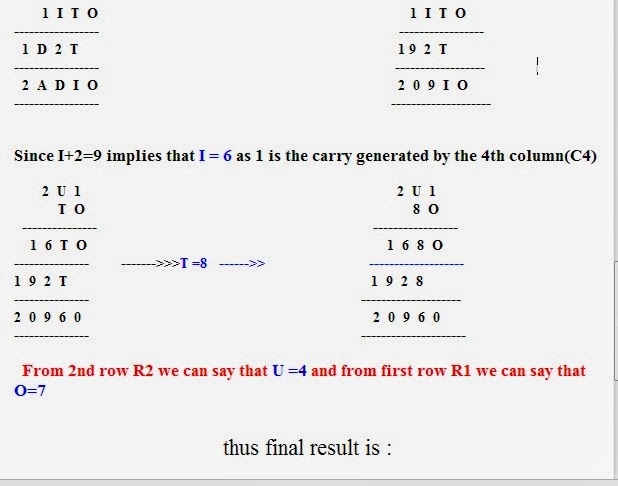 1 I T O 1 I T O
1 D 2 T 1 9 2 T
2 A D I O 2 0 9 I O
Since I+2=9 implies that I = 6 as 1 is the carry generated by the 4th column(C4)
2 U 1 2 U 1
T O 8 O
1 6 T O 1 6 8 O
------->>>T =8 ------>>
1 9 2 T 1 9 2 8
2 0 9 6 0 2 0 9 6 0
From 2nd row R2 we can say that U =4 and from first row R1 we can say that
O=7
thus final result is :